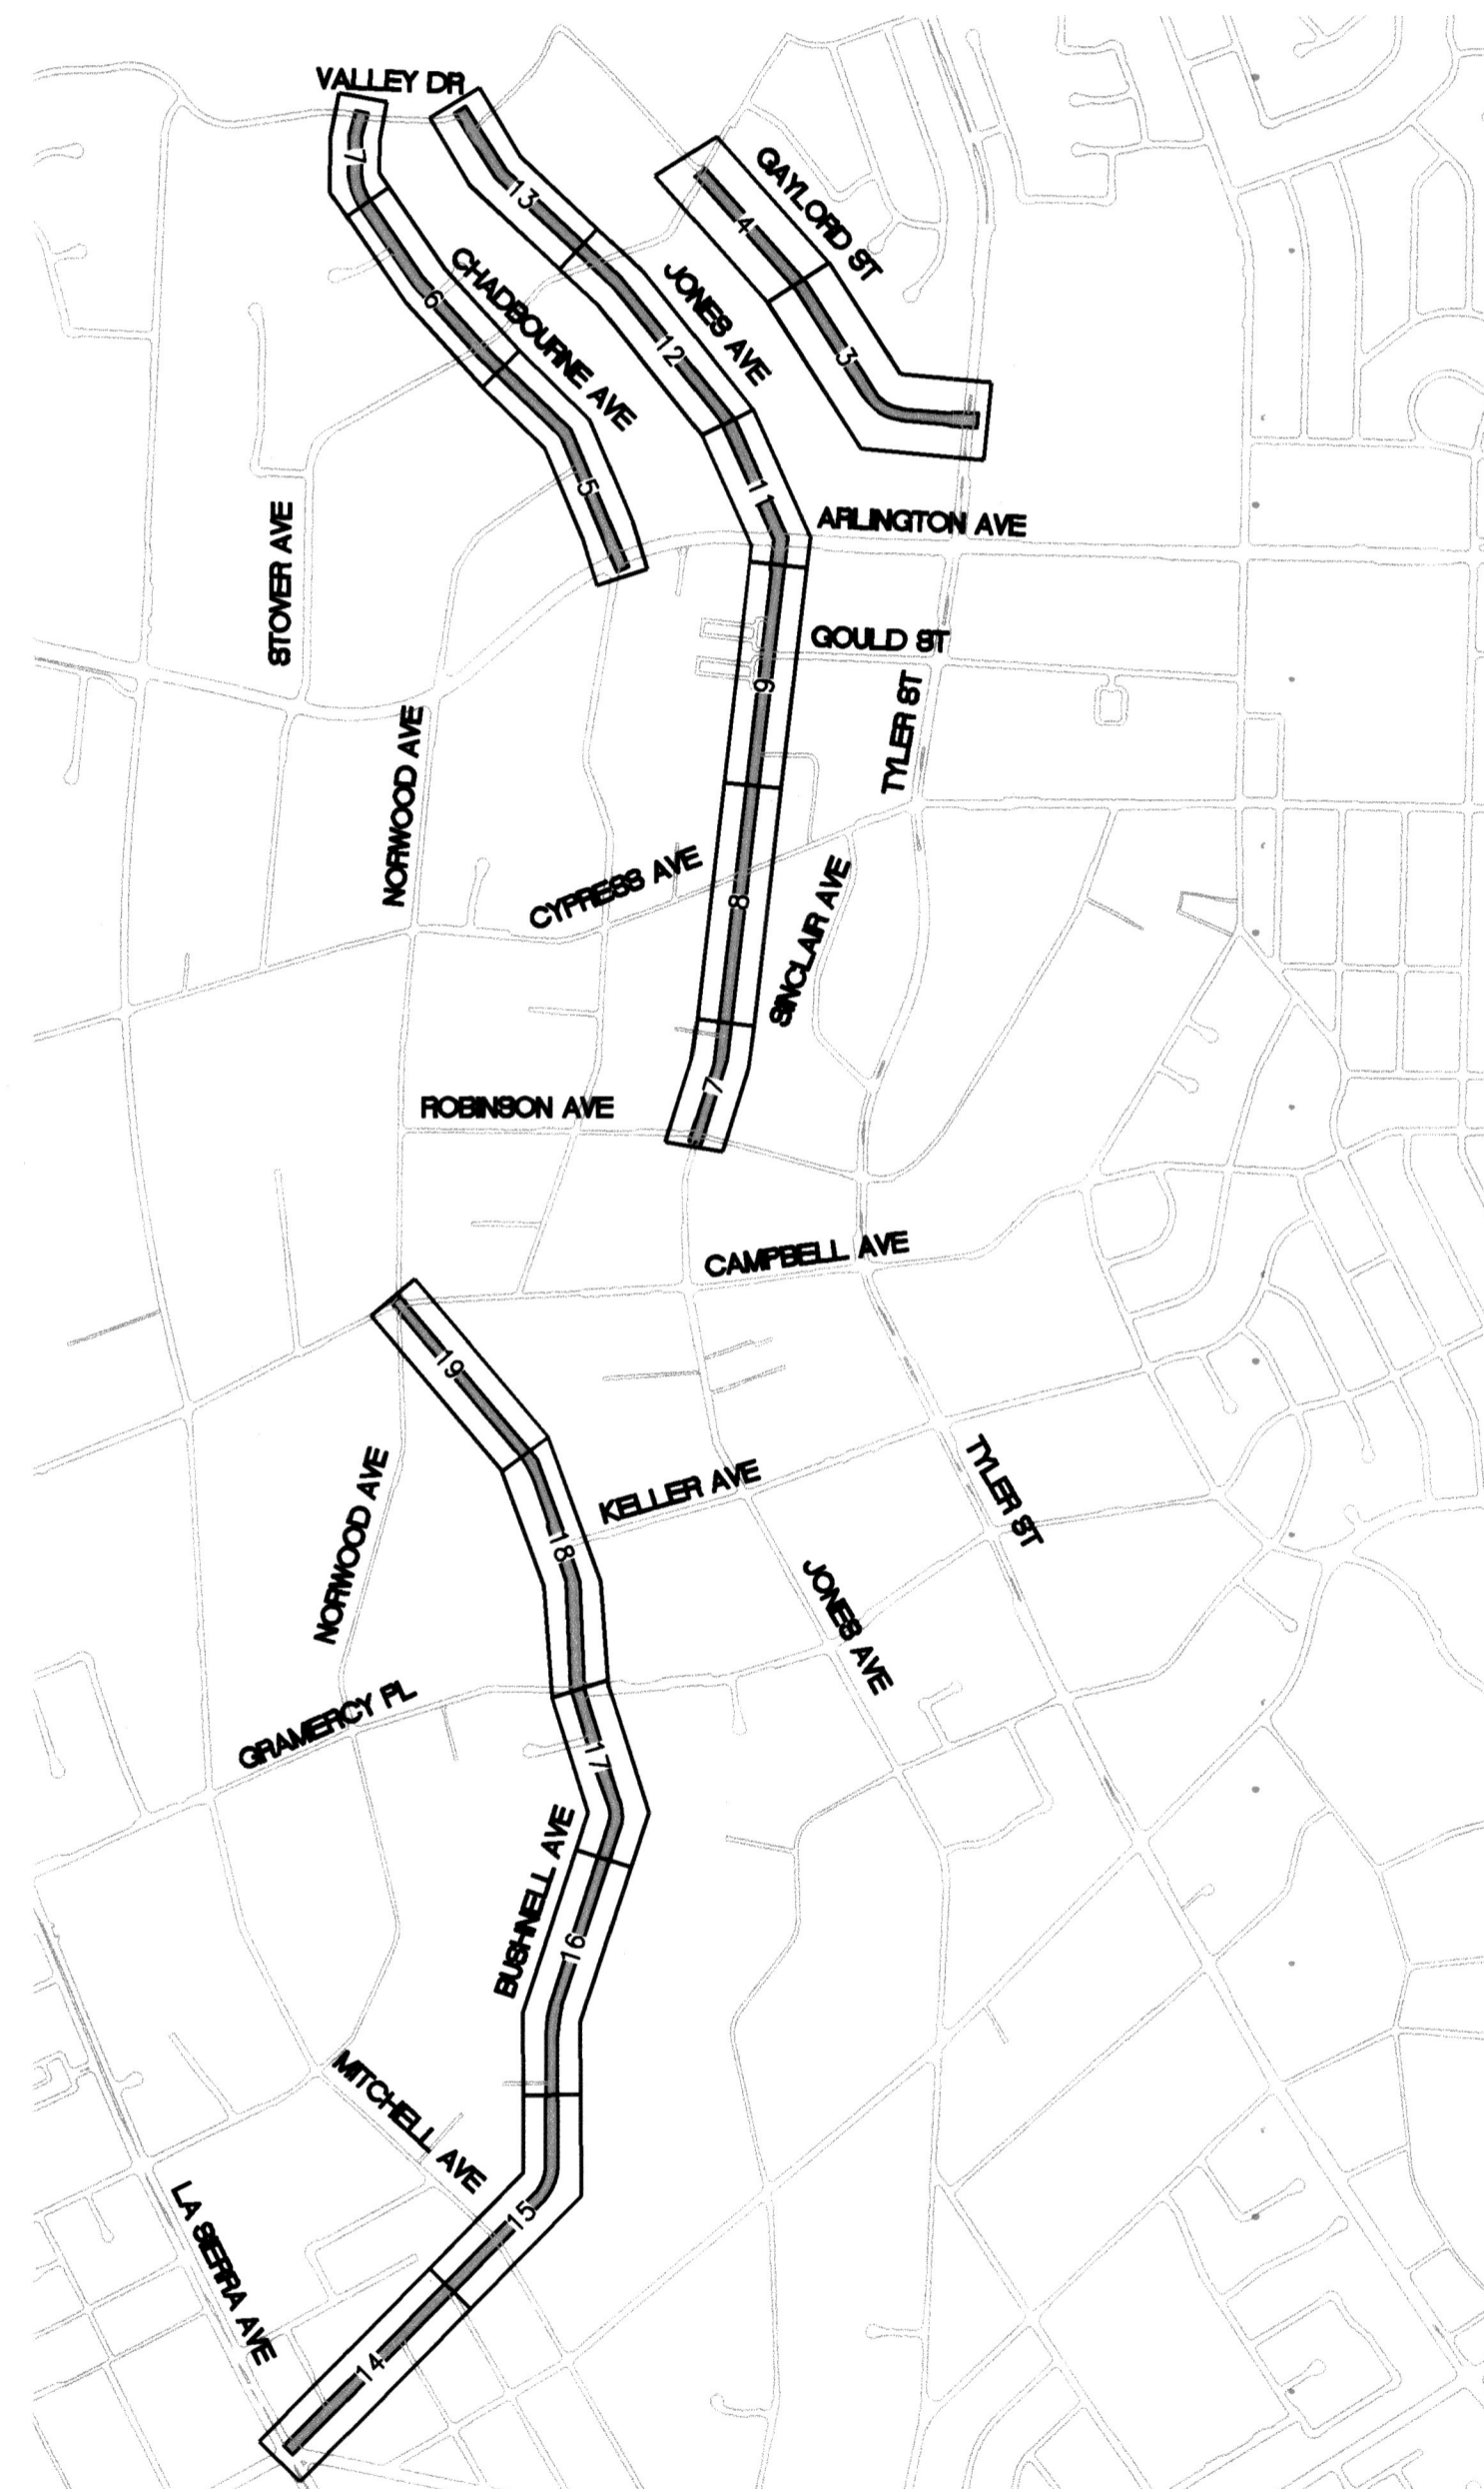 VALLEY DR
GAYLORD ST
7
13
4
CHADBOURNE AVE
JONES AVE
6
12
3
5
11
STOVER AVE
ARLINGTON AVE
GOULD ST
9
TYLER ST
NORWOOD AVE
CYPRESS AVE
8
SINCLAIR AVE
7
ROBINSON AVE
CAMPBELL AVE
19
NORWOOD AVE
KELLER AVE
TYLER ST
18
JONES AVE
GRAMERCY PL
17
BUSHNELL AVE
16
MITCHELL AVE
15
LA SIERRA AVE
14